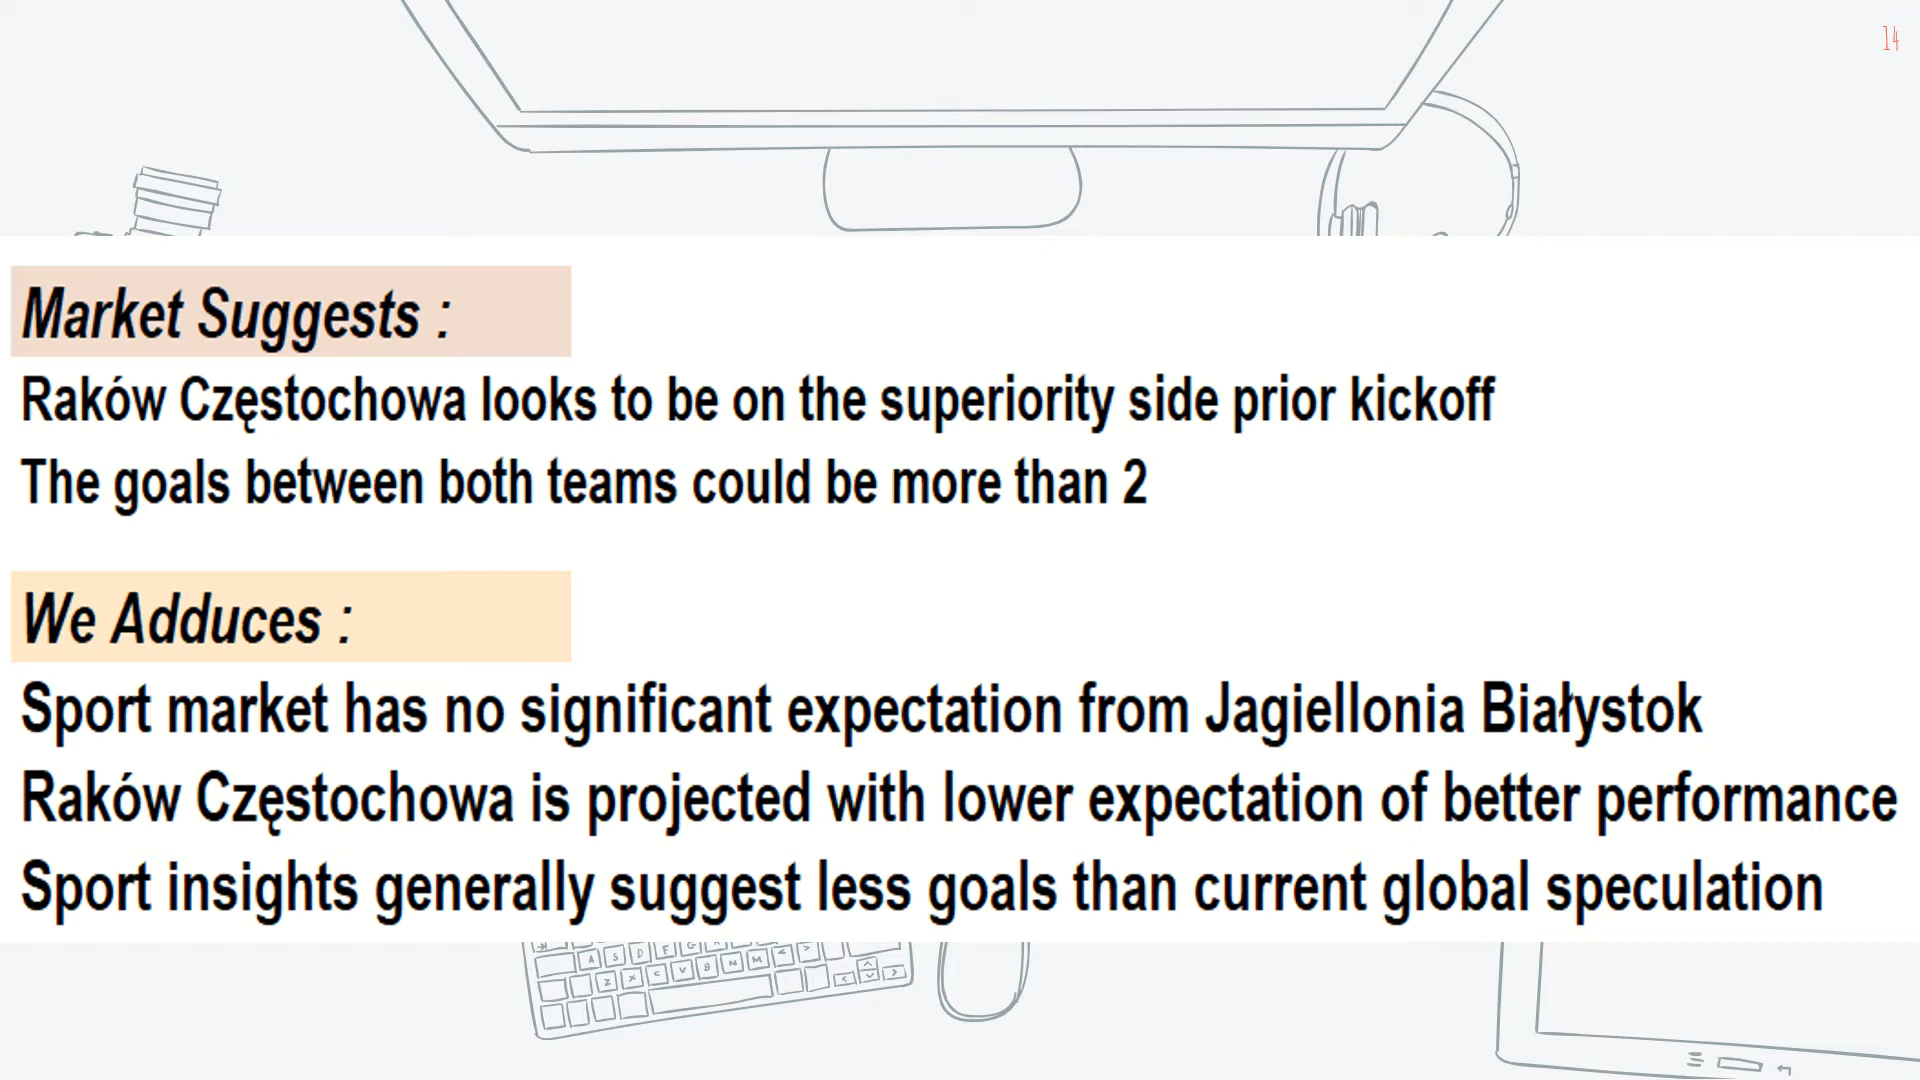 14
Market Suggests :
Raków Częstochowa looks to be on the superiority side prior kickoff
The goals between both teams could be more than 2
We Adduces :
Sport market has no significant expectation from Jagiellonia Białystok
Raków Częstochowa is projected with lower expectation of better performance
Sport insights generally suggest less goals than current global speculation
A S D F G
Z X C V B N M < >